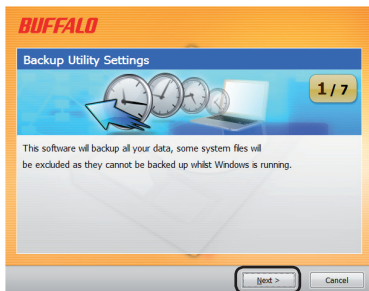 BUFFALO
Backup Utility Settings
1 / 7
This software will backup all your data, some system files will
be excluded as they cannot be backed up whilst Windows is running.
Next >
Cancel